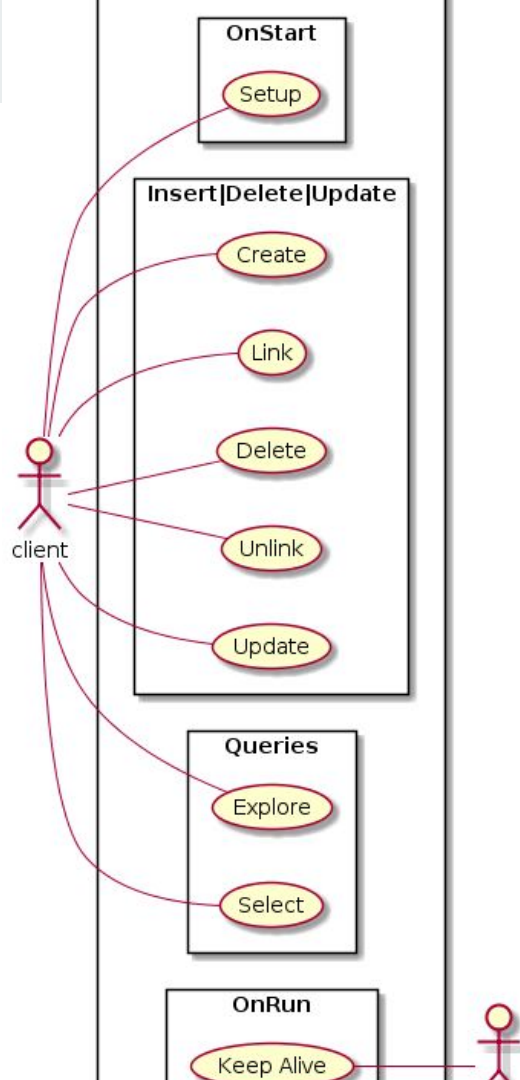 OnStart
Setup
Insert|Delete|Update
Create
Link
Delete
Unlink
client
Update
Queries
Explore
Select
OnRun
Keep Alive